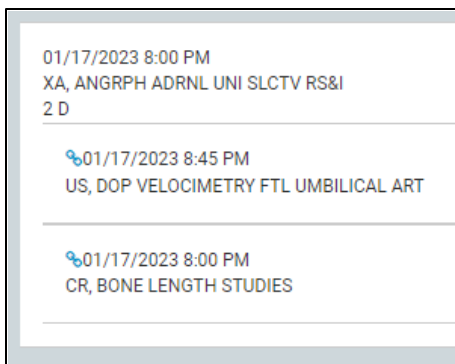 01/17/2023 8:00 PM
XA, ANGRPH ADRNL UNI SLCTV RS&I
2 D
01/17/2023 8:45 PM
US, DOP VELOCIMETRY FTL UMBILICAL ART
01/17/2023 8:00 PM
CR, BONE LENGTH STUDIES